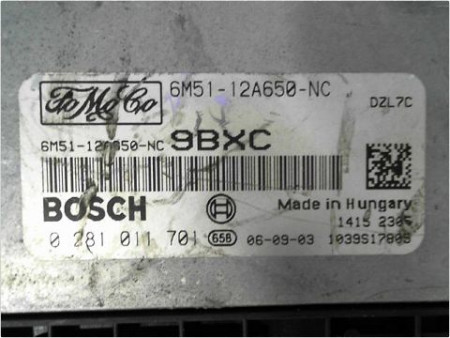 FoMoCo 6M51-12A650-NC
DZL7C
6M51-12A650-NC 9BXC
BOSCH
Made in Hungary
1415 2305
0 281 011 701 658 06-09-03 1039S17809